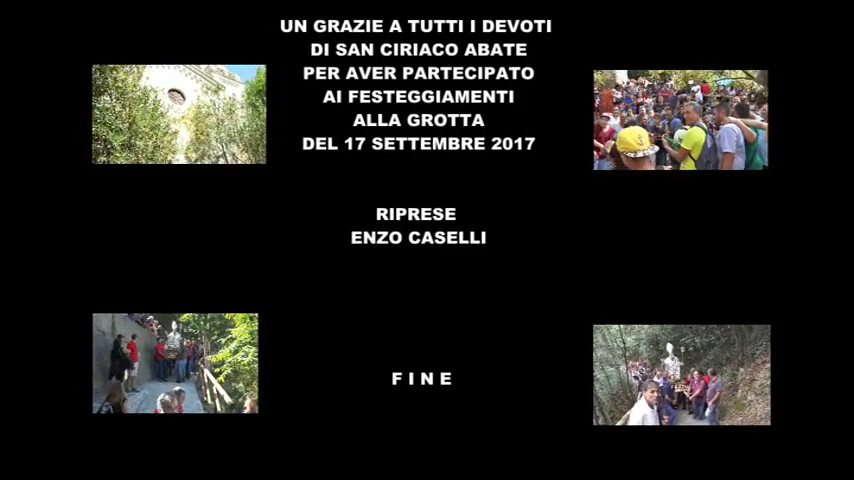 UN GRAZIE A TUTTI I DEVOTI
DI SAN CIRIACO ABATE
PER AVER PARTECIPATO
AI FESTEGGIAMENTI
ALLA GROTTA
DEL 17 SETTEMBRE 2017
RIPRESE
ENZO CASELLI
F I N E